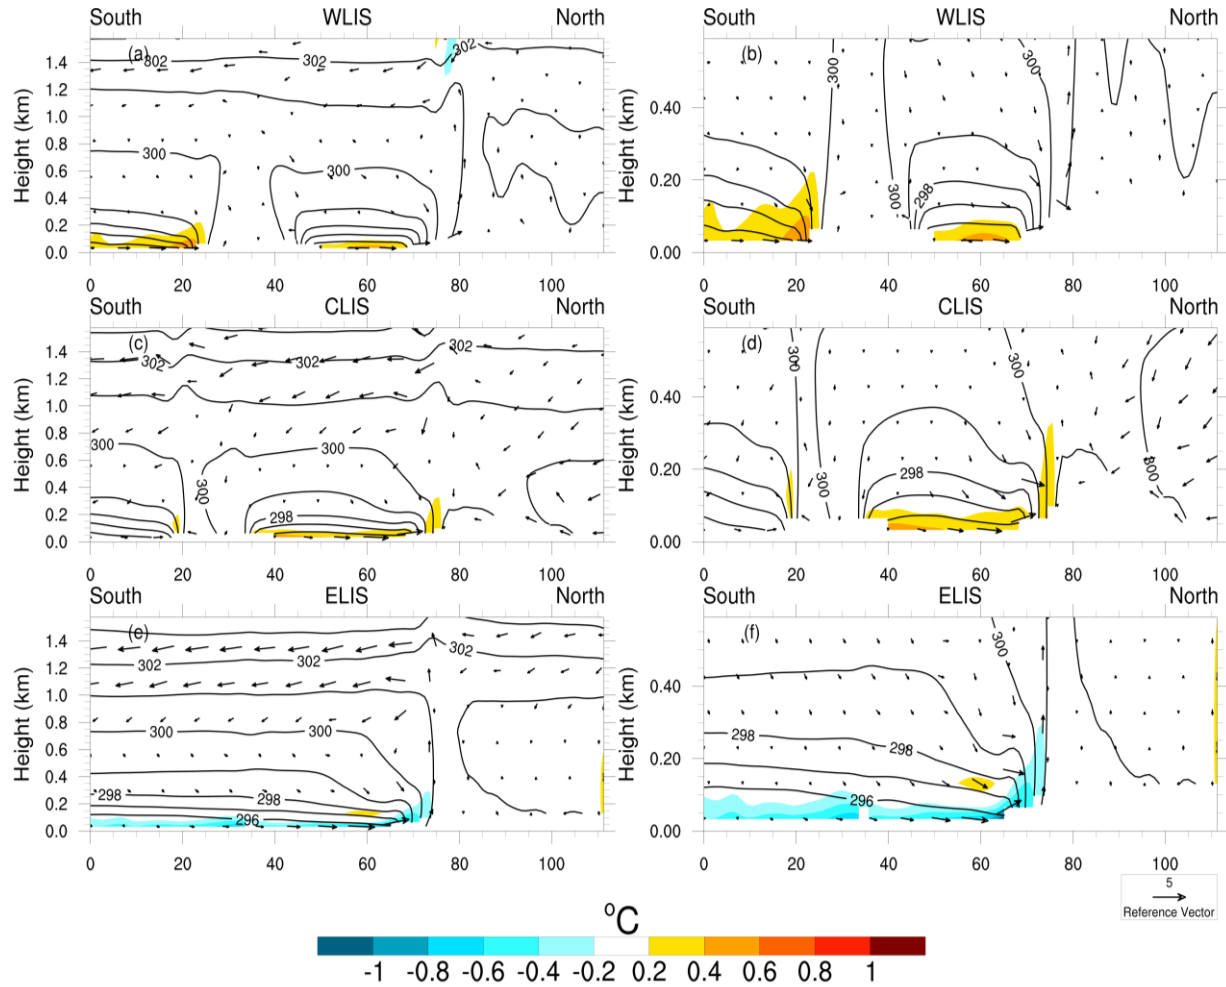 South WLIS North South WLIS North
(a) 802 302 302 (b) 300 300
1.4
1.2
1.0 0.40
Height (km) Height (km)
0.8
300 300
0.6 0.20 300 298
0.4
0.2
0.0 0.00
0 20 40 60 80 100 0 20 40 60 80 100
South CLIS North South CLIS North
(c) 302 302 302 (d) 300 300
1.4
1.2
1.0 0.40
Height (km) Height (km)
0.8
300 300
0.6 0.20 298 300 300
0.4 300
0.2 298
0.0 0.00
0 20 40 60 80 100 0 20 40 60 80 100
South ELIS North South ELIS North
(e) 302 302 302 (f) 300
1.4
1.2
1.0 0.40
Height (km) Height (km)
0.8 300 300 298 298
0.6 0.20
0.4 298 298 296
0.2 296
0.0 0.00
0 20 40 60 80 100 0 20 40 60 80 100
5
Reference Vector
°C
-1 -0.8 -0.6 -0.4 -0.2 0.2 0.4 0.6 0.8 1